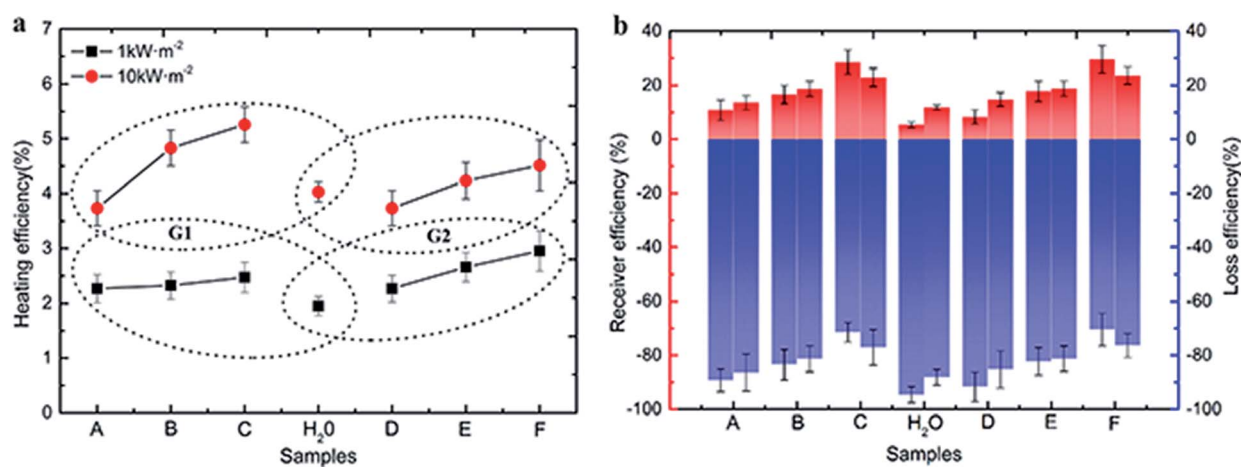 a
Heating efficiency(%)
7
6
5
4
3
2
1
0
1kW·m-2
10kW·m-2
G1
G2
A B C H20 D E F
Samples
b
Receiver efficiency (%)
40
20
0
-20
-40
-60
-80
-100
A B C H2O D E F
Samples
40
20
0
-20
-40
-60
-80
-100
Loss efficiency(%)